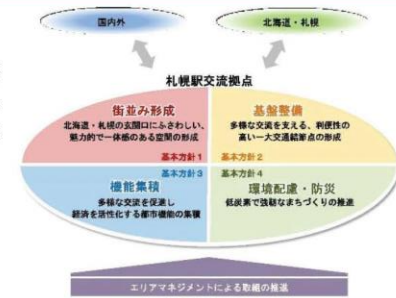 国内外
北海道・札幌
札幌駅交流拠点
街並み形成
北海道・札幌の玄関口にふさわしい、
魅力的で一体感のある空間の形成
基本方針1
基盤整備
多様な交流を支える、利便性の
高い一大交通結節点の形成
基本方針2
基本方針3
機能集積
多様な交流を促進し
経済を活性化する都市機能の集積
基本方針4
環境配慮・防災
低炭素で強靭なまちづくりの推進
エリアマネジメントによる取組の推進